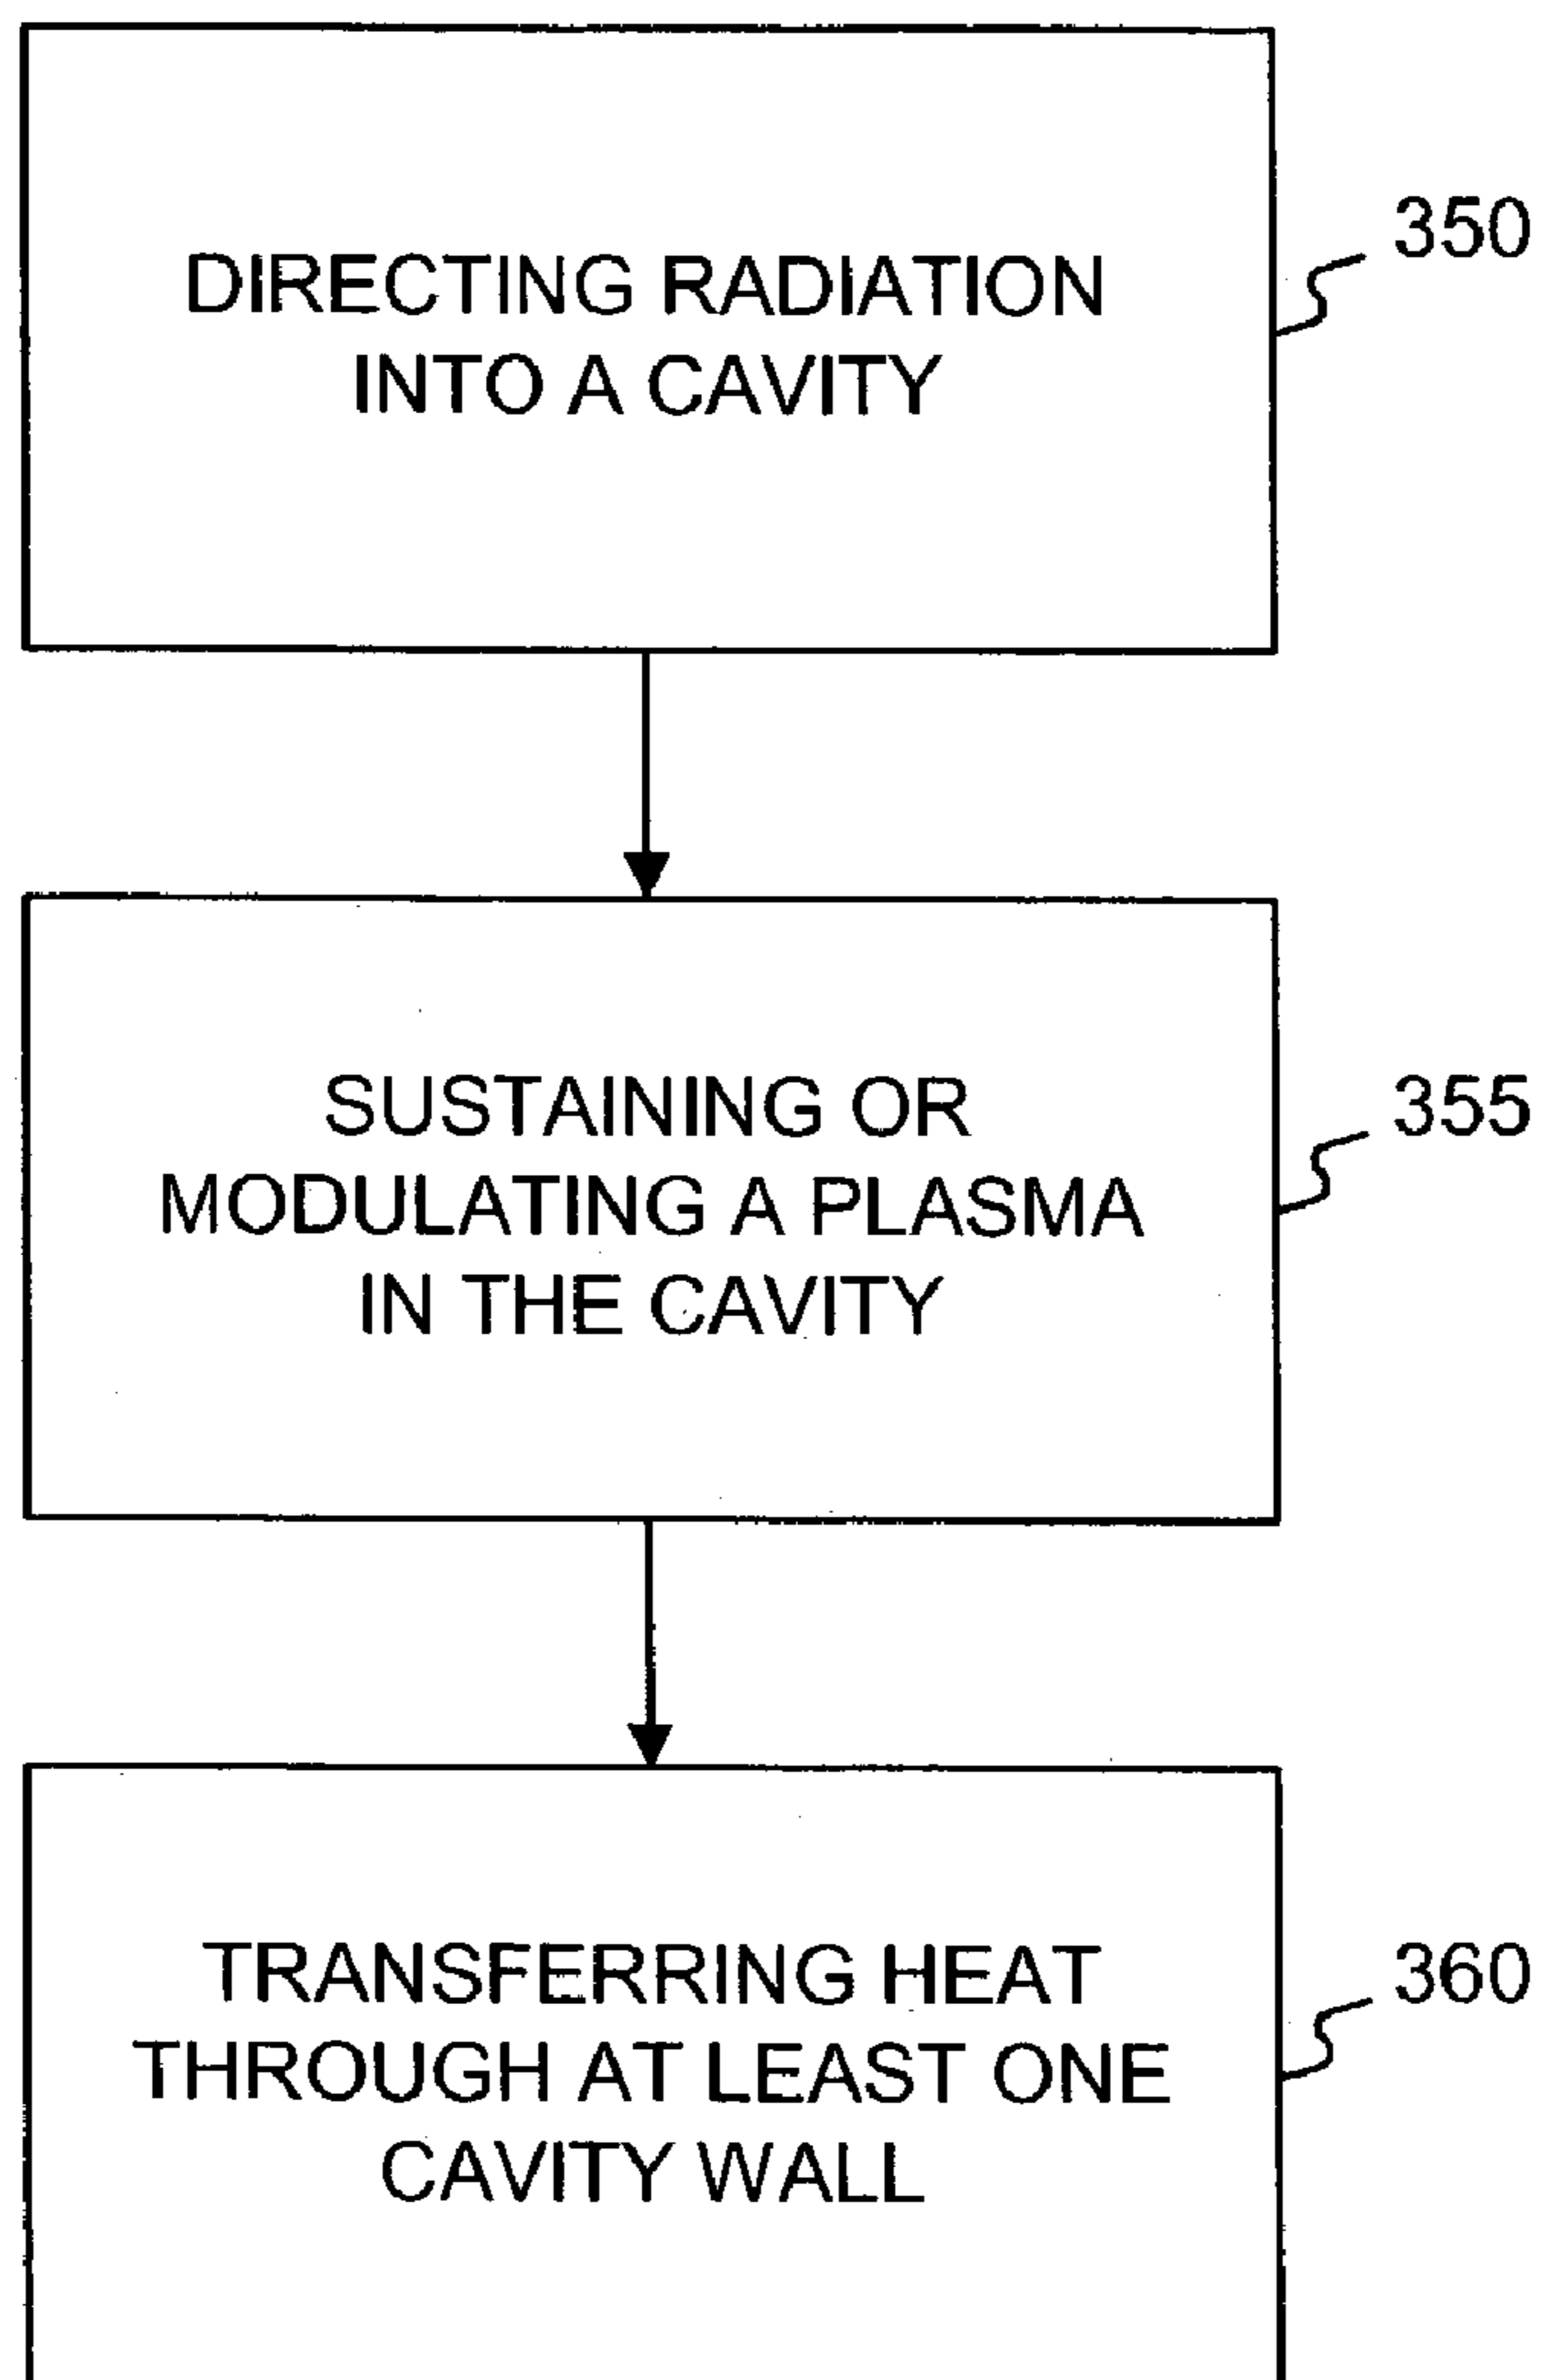 DIRECTING RADIATION
INTO A CAVITY
350
SUSTAINING OR
MODULATING A PLASMA
IN THE CAVITY
355
TRANSFERRING HEAT
THROUGH AT LEAST ONE
CAVITY WALL
360